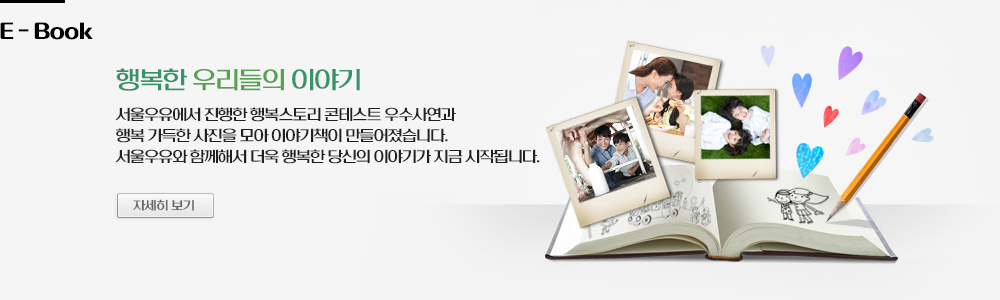 E - Book
행복한 우리들의 이야기
서울우유에서 진행한 행복스토리 콘테스트 우수사연과
행복 가득한 사진을 모아 이야기책이 만들어졌습니다.
서울우유와 함께해서 더욱 행복한 당신의 이야기가 지금 시작됩니다.
자세히 보기